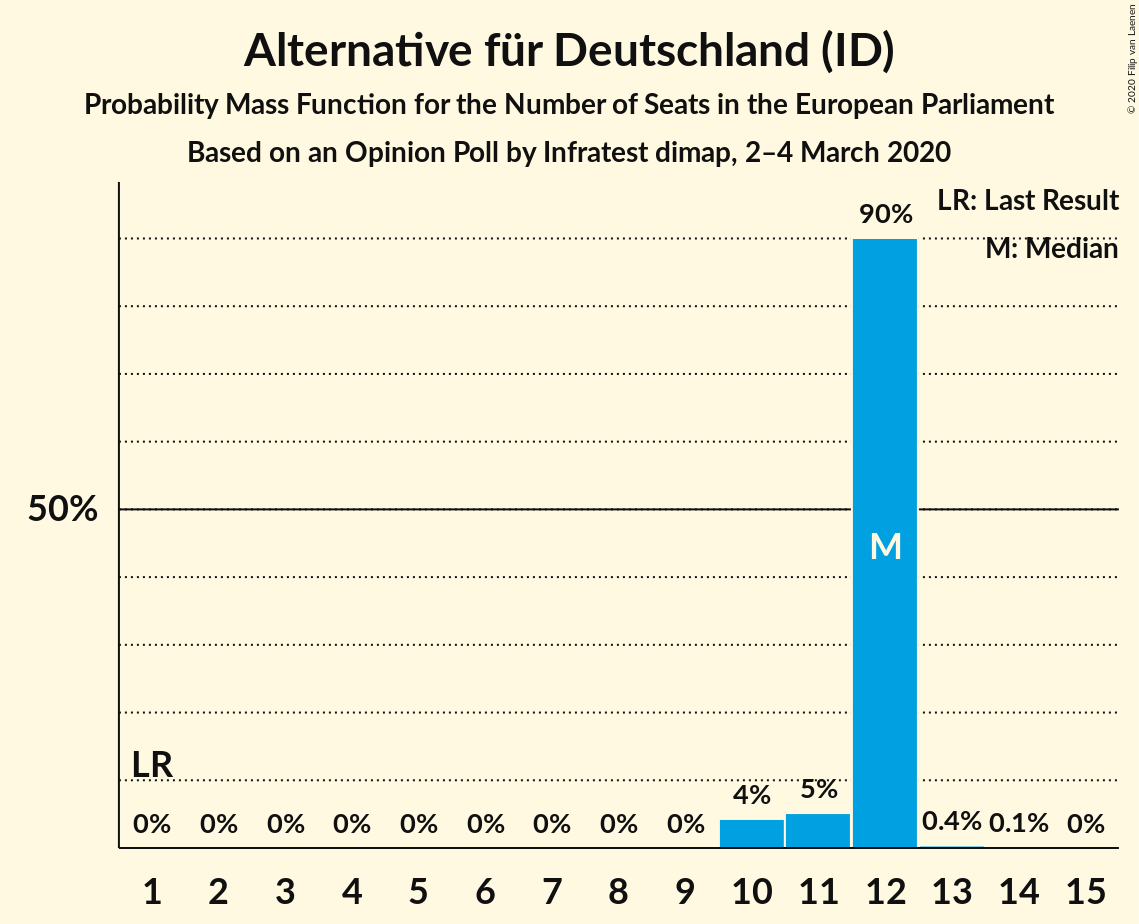 Alternative für Deutschland (ID)
Probability Mass Function for the Number of Seats in the European Parliament
Based on an Opinion Poll by Infratest dimap, 2–4 March 2020
© 2020 Filip van Laenen
LR: Last Result
M: Median
90%
50%
M
LR
0% 0% 0% 0% 0% 0% 0% 0% 0% 4% 5% 0.4% 0.1% 0%
1 2 3 4 5 6 7 8 9 10 11 12 13 14 15